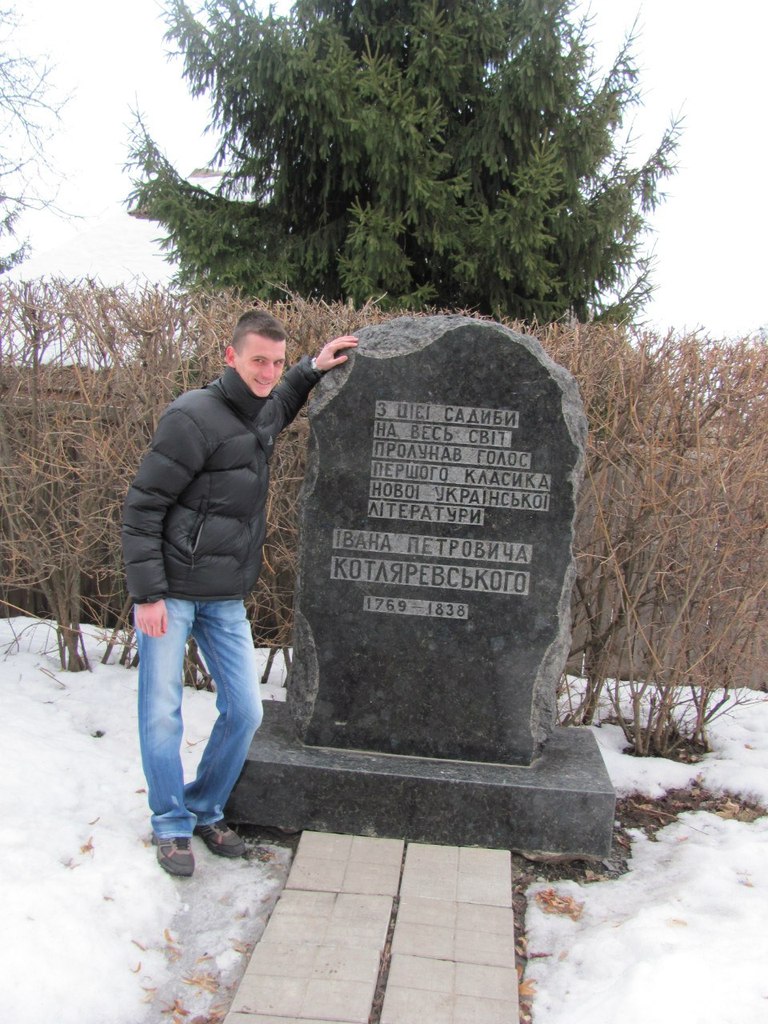 З ЦІЄЇ САДИБИ
НА ВЕСЬ СВІТ
ПРОЛУНАВ ГОЛОС
ПЕРШОГО КЛАСИКА
НОВОЇ УКРАЇНСЬКОЇ
ЛІТЕРАТУРИ
ІВАНА ПЕТРОВИЧА
КОТЛЯРЕВСЬКОГО
1769–1838